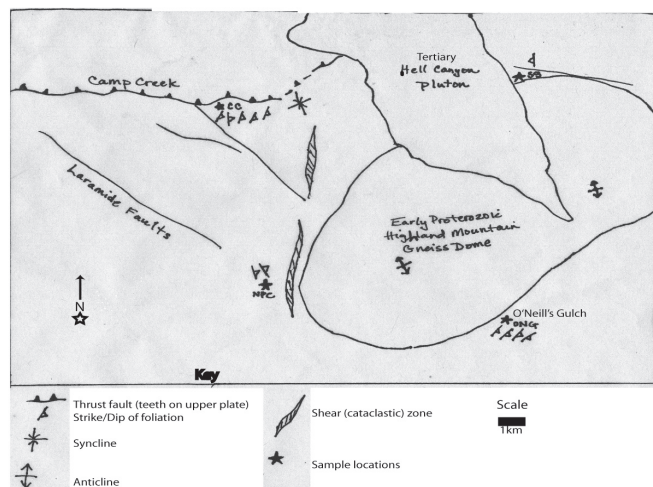 Camp Creek
Tertiary
Hell Canyon
Pluton
CC
SB
Laramide Faults
Early Proterozoic
Highland Mountain
Gneiss Dome
N
NPC
O'Neill's Gulch
ONG
Key
Thrust fault (teeth on upper plate)
Strike/Dip of foliation
Syncline
Anticline
Shear (cataclastic) zone
Sample locations
Scale
1km